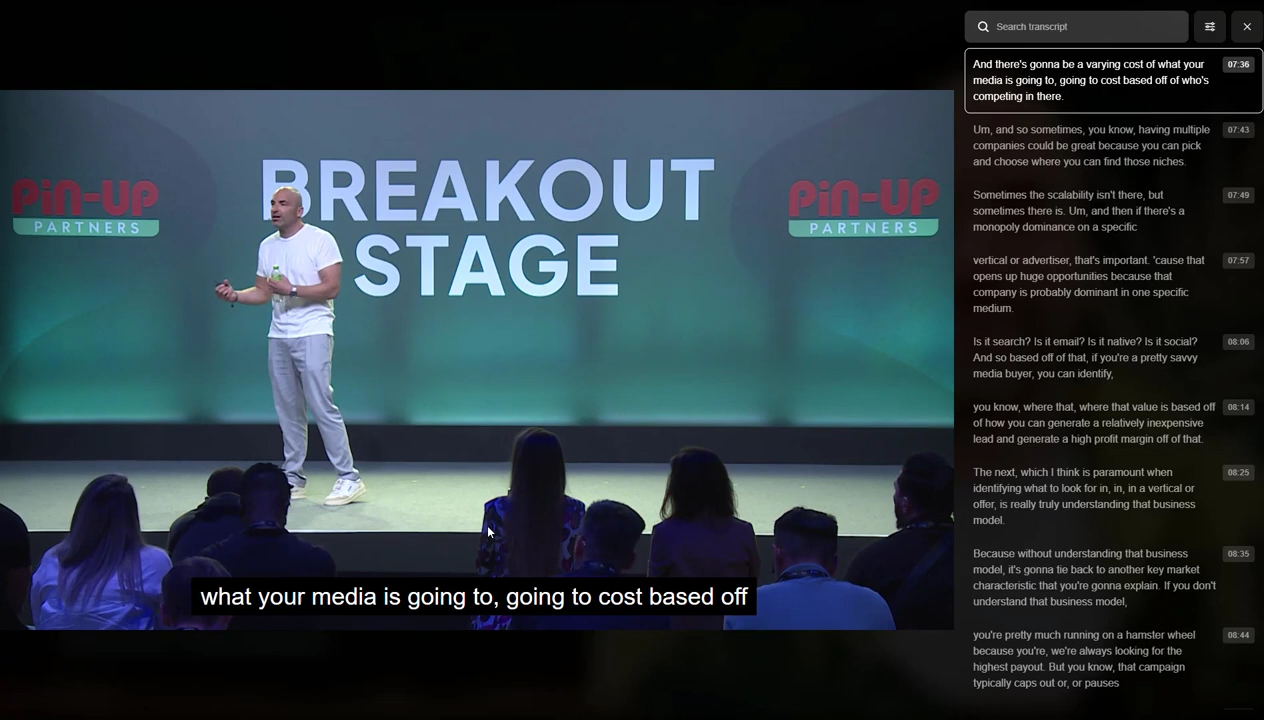 Search transcript
And there's gonna be a varying cost of what your
07:36
media is going to, going to cost based off of who's
competing in there.
Um, and so sometimes, you know, having multiple
07:43
companies could be great because you can pick
and choose where you can find those niches.
Sometimes the scalability isn't there, but
07:49
sometimes there is. Um, and then if there's a
monopoly dominance on a specific
vertical or advertiser, that's important. 'cause that
07:57
opens up huge opportunities because that
company is probably dominant in one specific
medium.
Is it search? Is it email? Is it native? Is it social?
08:06
And so based off of that, if you're a pretty savvy
media buyer, you can identify,
you know, where that, where that value is based off
08:14
of how you can generate a relatively inexpensive
lead and generate a high profit margin off of that.
The next, which I think is paramount when
08:25
identifying what to look for in, in, in a vertical or
offer, is really truly understanding that business
model.
Because without understanding that business
08:35
model, it's gonna tie back to another key market
characteristic that you're gonna explain. If you don't
understand that business model,
you're pretty much running on a hamster wheel
08:44
because you're, we're always looking for the
highest payout. But you know, that campaign
typically caps out or, or pauses
BREAKOUT
STAGE
PiN-UP
PARTNERS
PiN-UP
PARTNERS
what your media is going to, going to cost based off